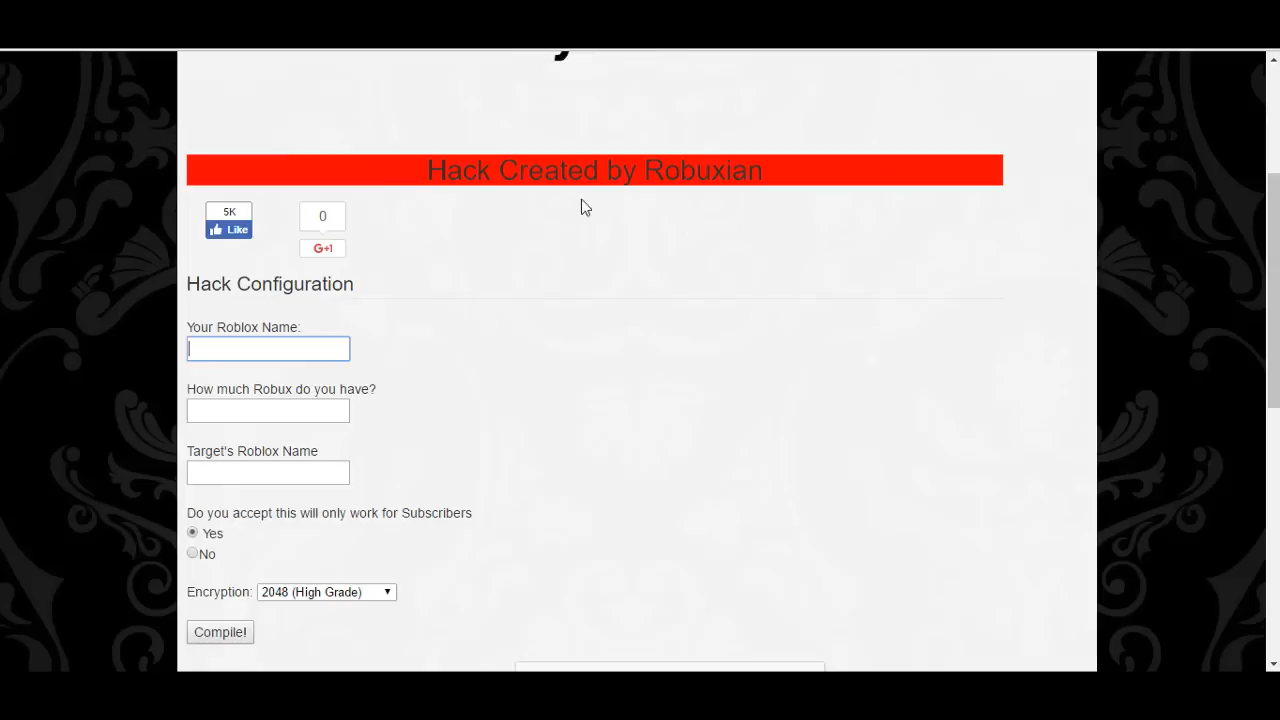 Hack Created by Robuxian
5K
0
Like
G+1
Hack Configuration
Your Roblox Name:
How much Robux do you have?
Target's Roblox Name
Do you accept this will only work for Subscribers
Yes
No
Encryption: 2048 (High Grade)
Compile!